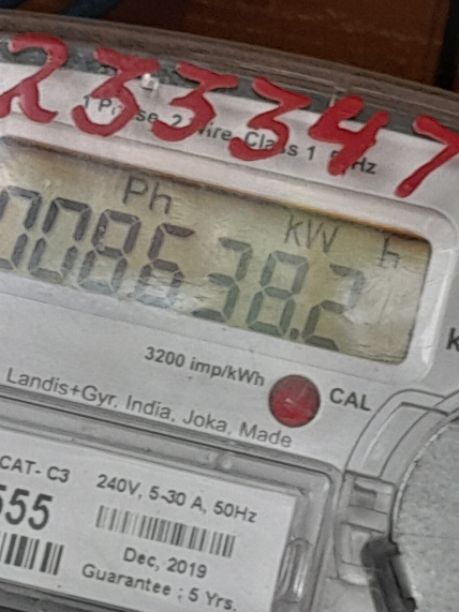 233347
1 Phase 2 Wire Class 1 50Hz
Ph kW h
008638.2
3200 imp/kWh
CAL
Landis+Gyr, India, Joka, Made
CAT- C3
240V, 5-30 A, 50Hz
555
Dec, 2019
Guarantee : 5 Yrs.